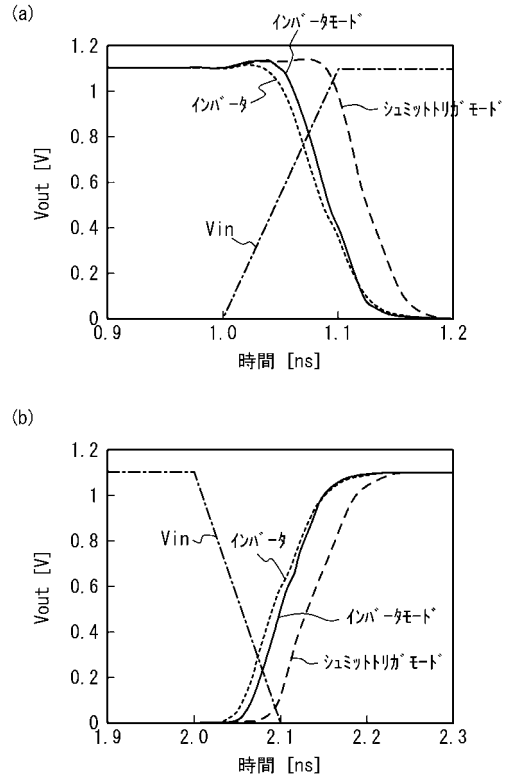 (a)
インバータモード
1.2
1.0
インバータ
シュミットトリガモード
0.8
0.6
Vout [V]
0.4
Vin
0.2
0
0.9
1.0
1.1
1.2
時間 [ns]
(b)
1.2
1.0
Vin
インバータ
0.8
0.6
Vout [V]
インバータモード
0.4
シュミットトリガモード
0.2
0
1.9
2.0
2.1
2.2
2.3
時間 [ns]